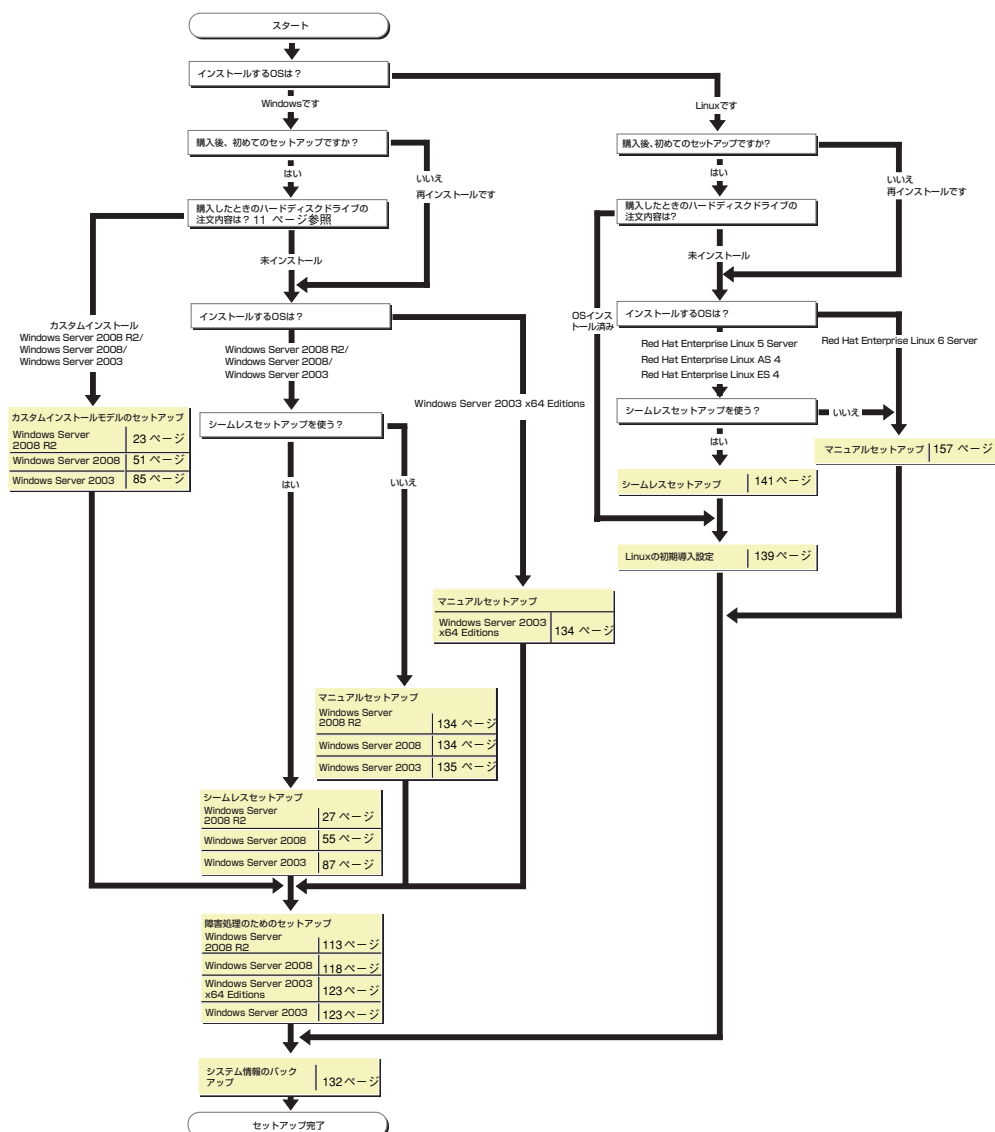 スタート
インストールするOSは？
Windowsです
Linuxです
購入後、初めてのセットアップですか？
はい
いいえ
再インストールです
購入したときのハードディスクドライブの
注文内容は？ 11 ページ参照
未インストール
カスタムインストール
Windows Server 2008 R2/
Windows Server 2008/
Windows Server 2003
インストールするOSは？
Windows Server 2008 R2/
Windows Server 2008/
Windows Server 2003
Windows Server 2003 x64 Editions
カスタムインストールモデルのセットアップ
Windows Server
2008 R2 23 ページ
Windows Server 2008 51 ページ
Windows Server 2003 85 ページ
シームレスセットアップを使う？
はい
いいえ
マニュアルセットアップ
Windows Server 2003
x64 Editions 134 ページ
マニュアルセットアップ
Windows Server
2008 R2 134 ページ
Windows Server 2008 134 ページ
Windows Server 2003 135 ページ
シームレスセットアップ
Windows Server
2008 R2 27 ページ
Windows Server 2008 55 ページ
Windows Server 2003 87 ページ
障害処理のためのセットアップ
Windows Server
2008 R2 113ページ
Windows Server 2008 118ページ
Windows Server 2003
x64 Editions 123ページ
Windows Server 2003 123ページ
購入後、初めてのセットアップですか？
はい
いいえ
再インストールです
購入したときのハードディスクドライブの
注文内容は？
未インストール
OSインス
トール済み
インストールするOSは？
Red Hat Enterprise Linux 5 Server
Red Hat Enterprise Linux AS 4
Red Hat Enterprise Linux ES 4
Red Hat Enterprise Linux 6 Server
シームレスセットアップを使う？
いいえ
はい
マニュアルセットアップ 157 ページ
シームレスセットアップ 141ページ
Linuxの初期導入設定 139ページ
システム情報のバック
アップ 132ページ
セットアップ完了